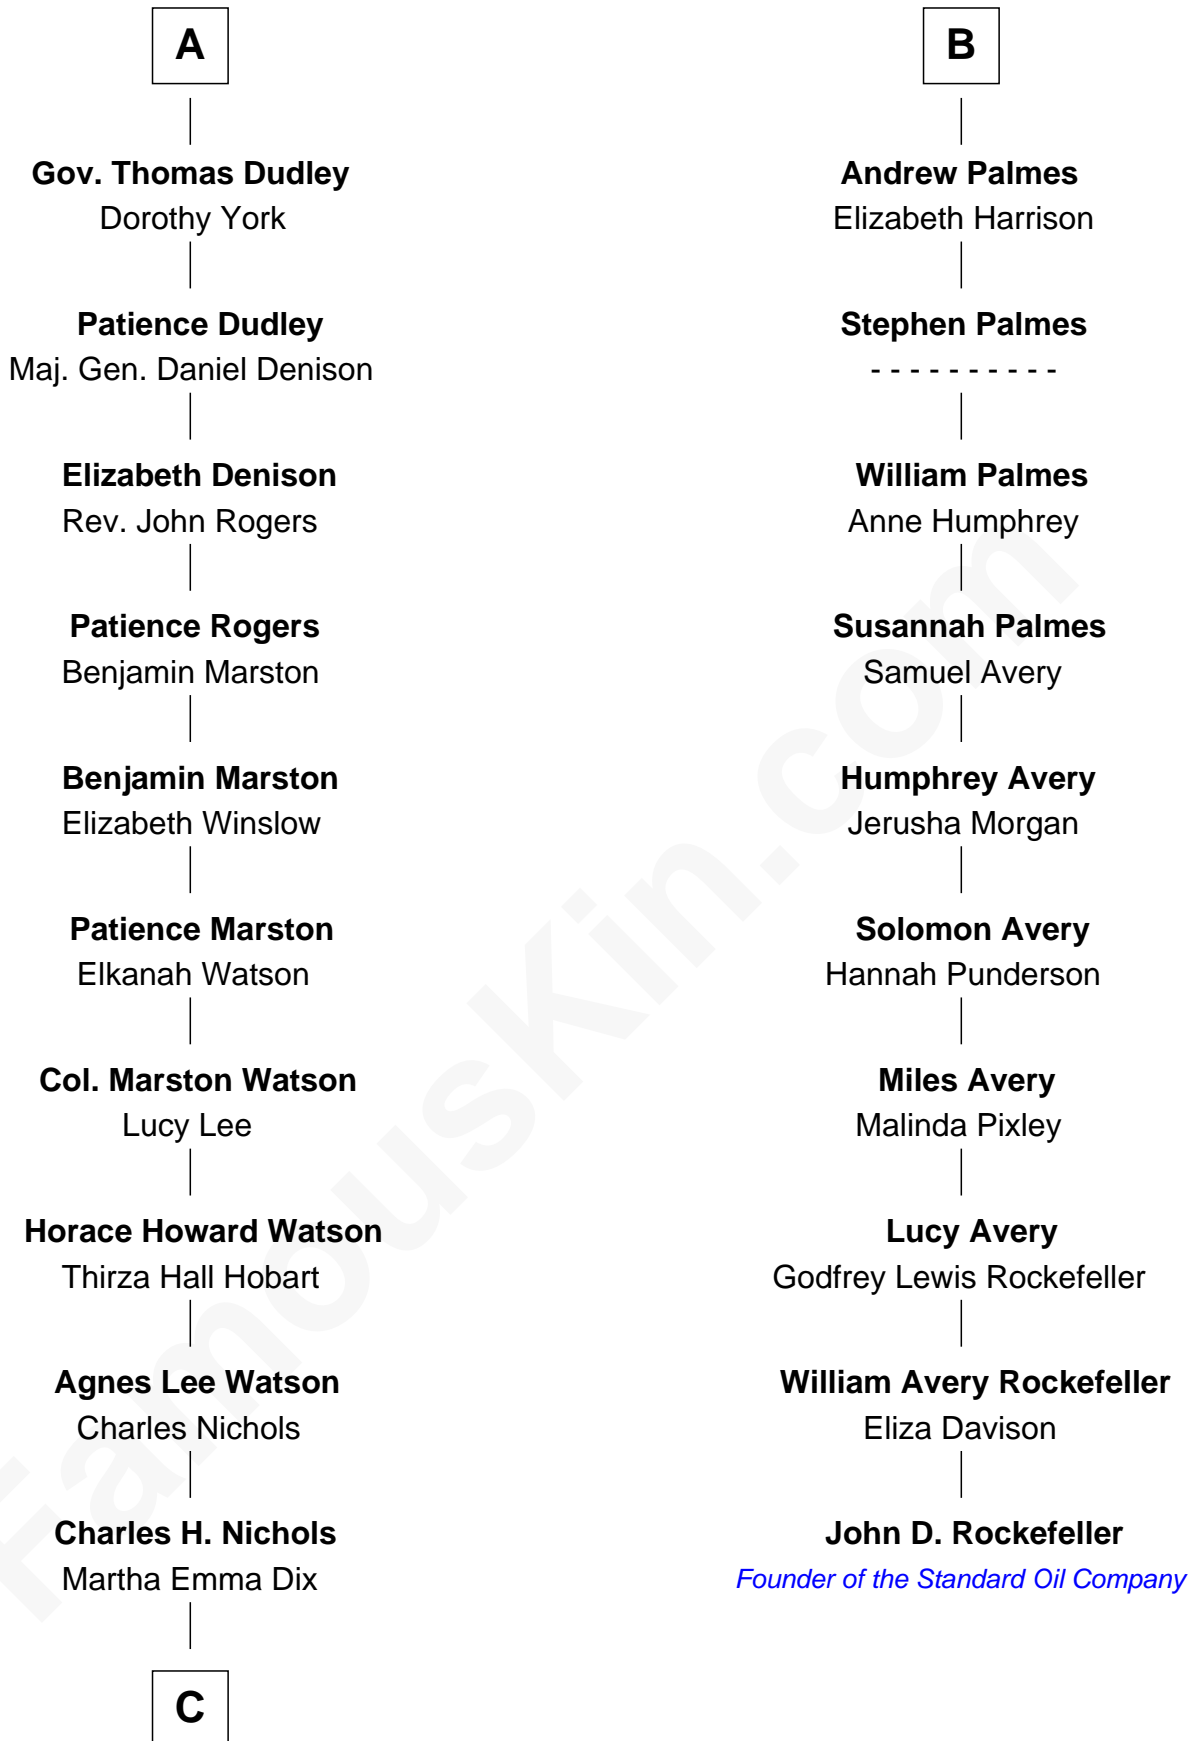 A
Gov. Thomas Dudley
Dorothy York
Patience Dudley
Maj. Gen. Daniel Denison
Elizabeth Denison
Rev. John Rogers
Patience Rogers
Benjamin Marston
Benjamin Marston
Elizabeth Winslow
Patience Marston
Elkanah Watson
Col. Marston Watson
Lucy Lee
Horace Howard Watson
Thirza Hall Hobart
Agnes Lee Watson
Charles Nichols
Charles H. Nichols
Martha Emma Dix
C
B
Andrew Palmes
Elizabeth Harrison
Stephen Palmes
- - - - - - - - - -
William Palmes
Anne Humphrey
Susannah Palmes
Samuel Avery
Humphrey Avery
Jerusha Morgan
Solomon Avery
Hannah Punderson
Miles Avery
Malinda Pixley
Lucy Avery
Godfrey Lewis Rockefeller
William Avery Rockefeller
Eliza Davison
John D. Rockefeller
Founder of the Standard Oil Company
FamousKin.com